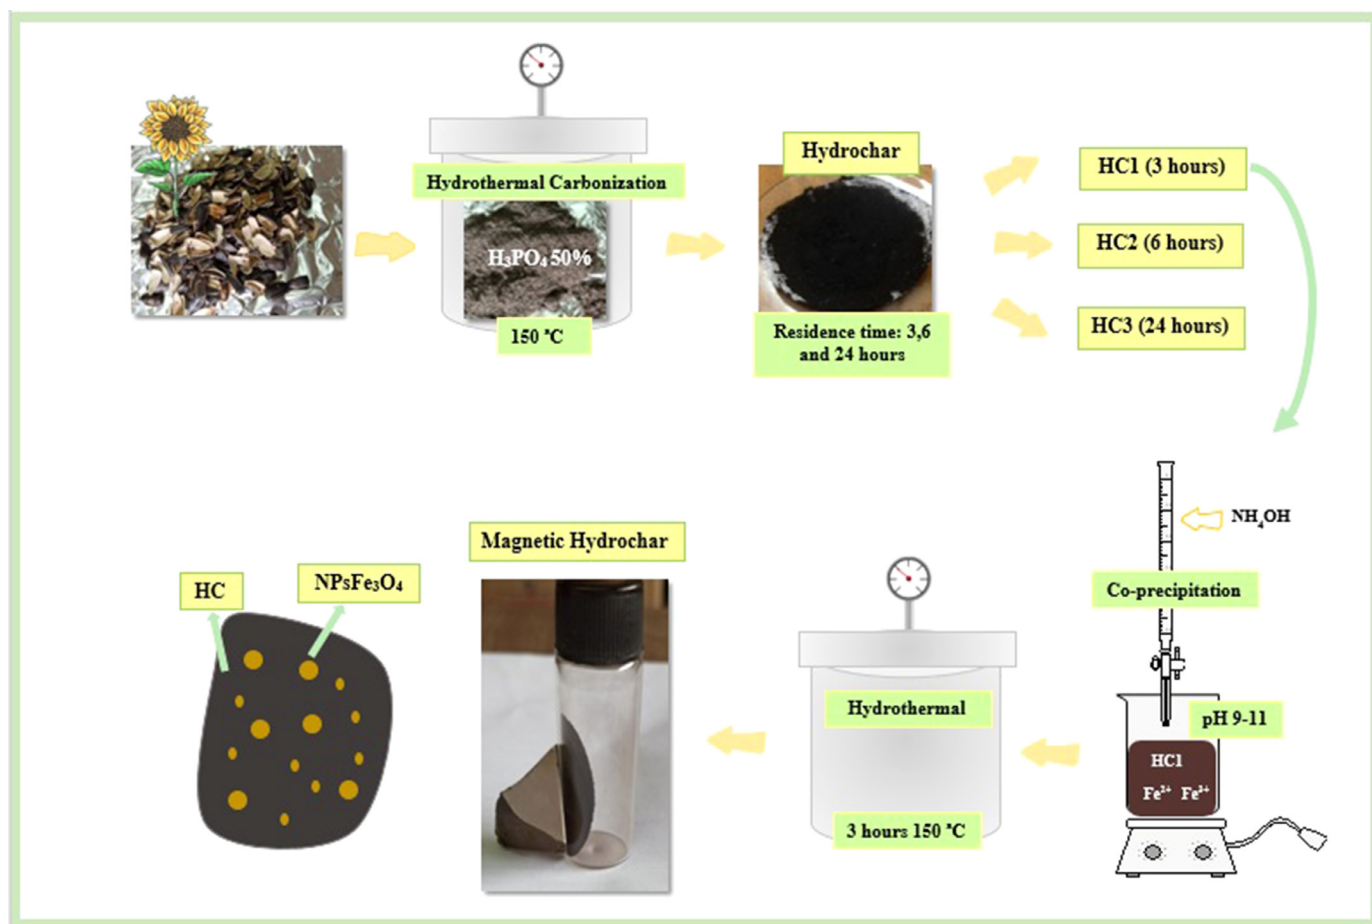 Hydrothermal Carbonization
H₃PO₄ 50%
150 °C
Hydrochar
Residence time: 3,6
and 24 hours
HC1 (3 hours)
HC2 (6 hours)
HC3 (24 hours)
NH₄OH
Co-precipitation
pH 9-11
HC1
Fe²⁺ Fe³⁺
Hydrothermal
3 hours 150 °C
Magnetic Hydrochar
HC
NPsFe₃O₄